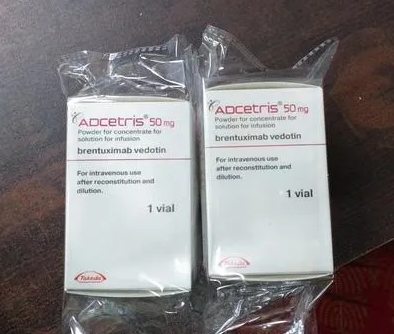 ADCETRIS® 50 mg
Powder for concentrate for
solution for infusion
brentuximab vedotin
For intravenous use
after reconstitution and
dilution.
1 vial
Takeda
ADCETRIS® 50 mg
Powder for concentrate for
solution for infusion
brentuximab vedotin
For intravenous use
after reconstitution and
dilution.
1 vial
Takeda